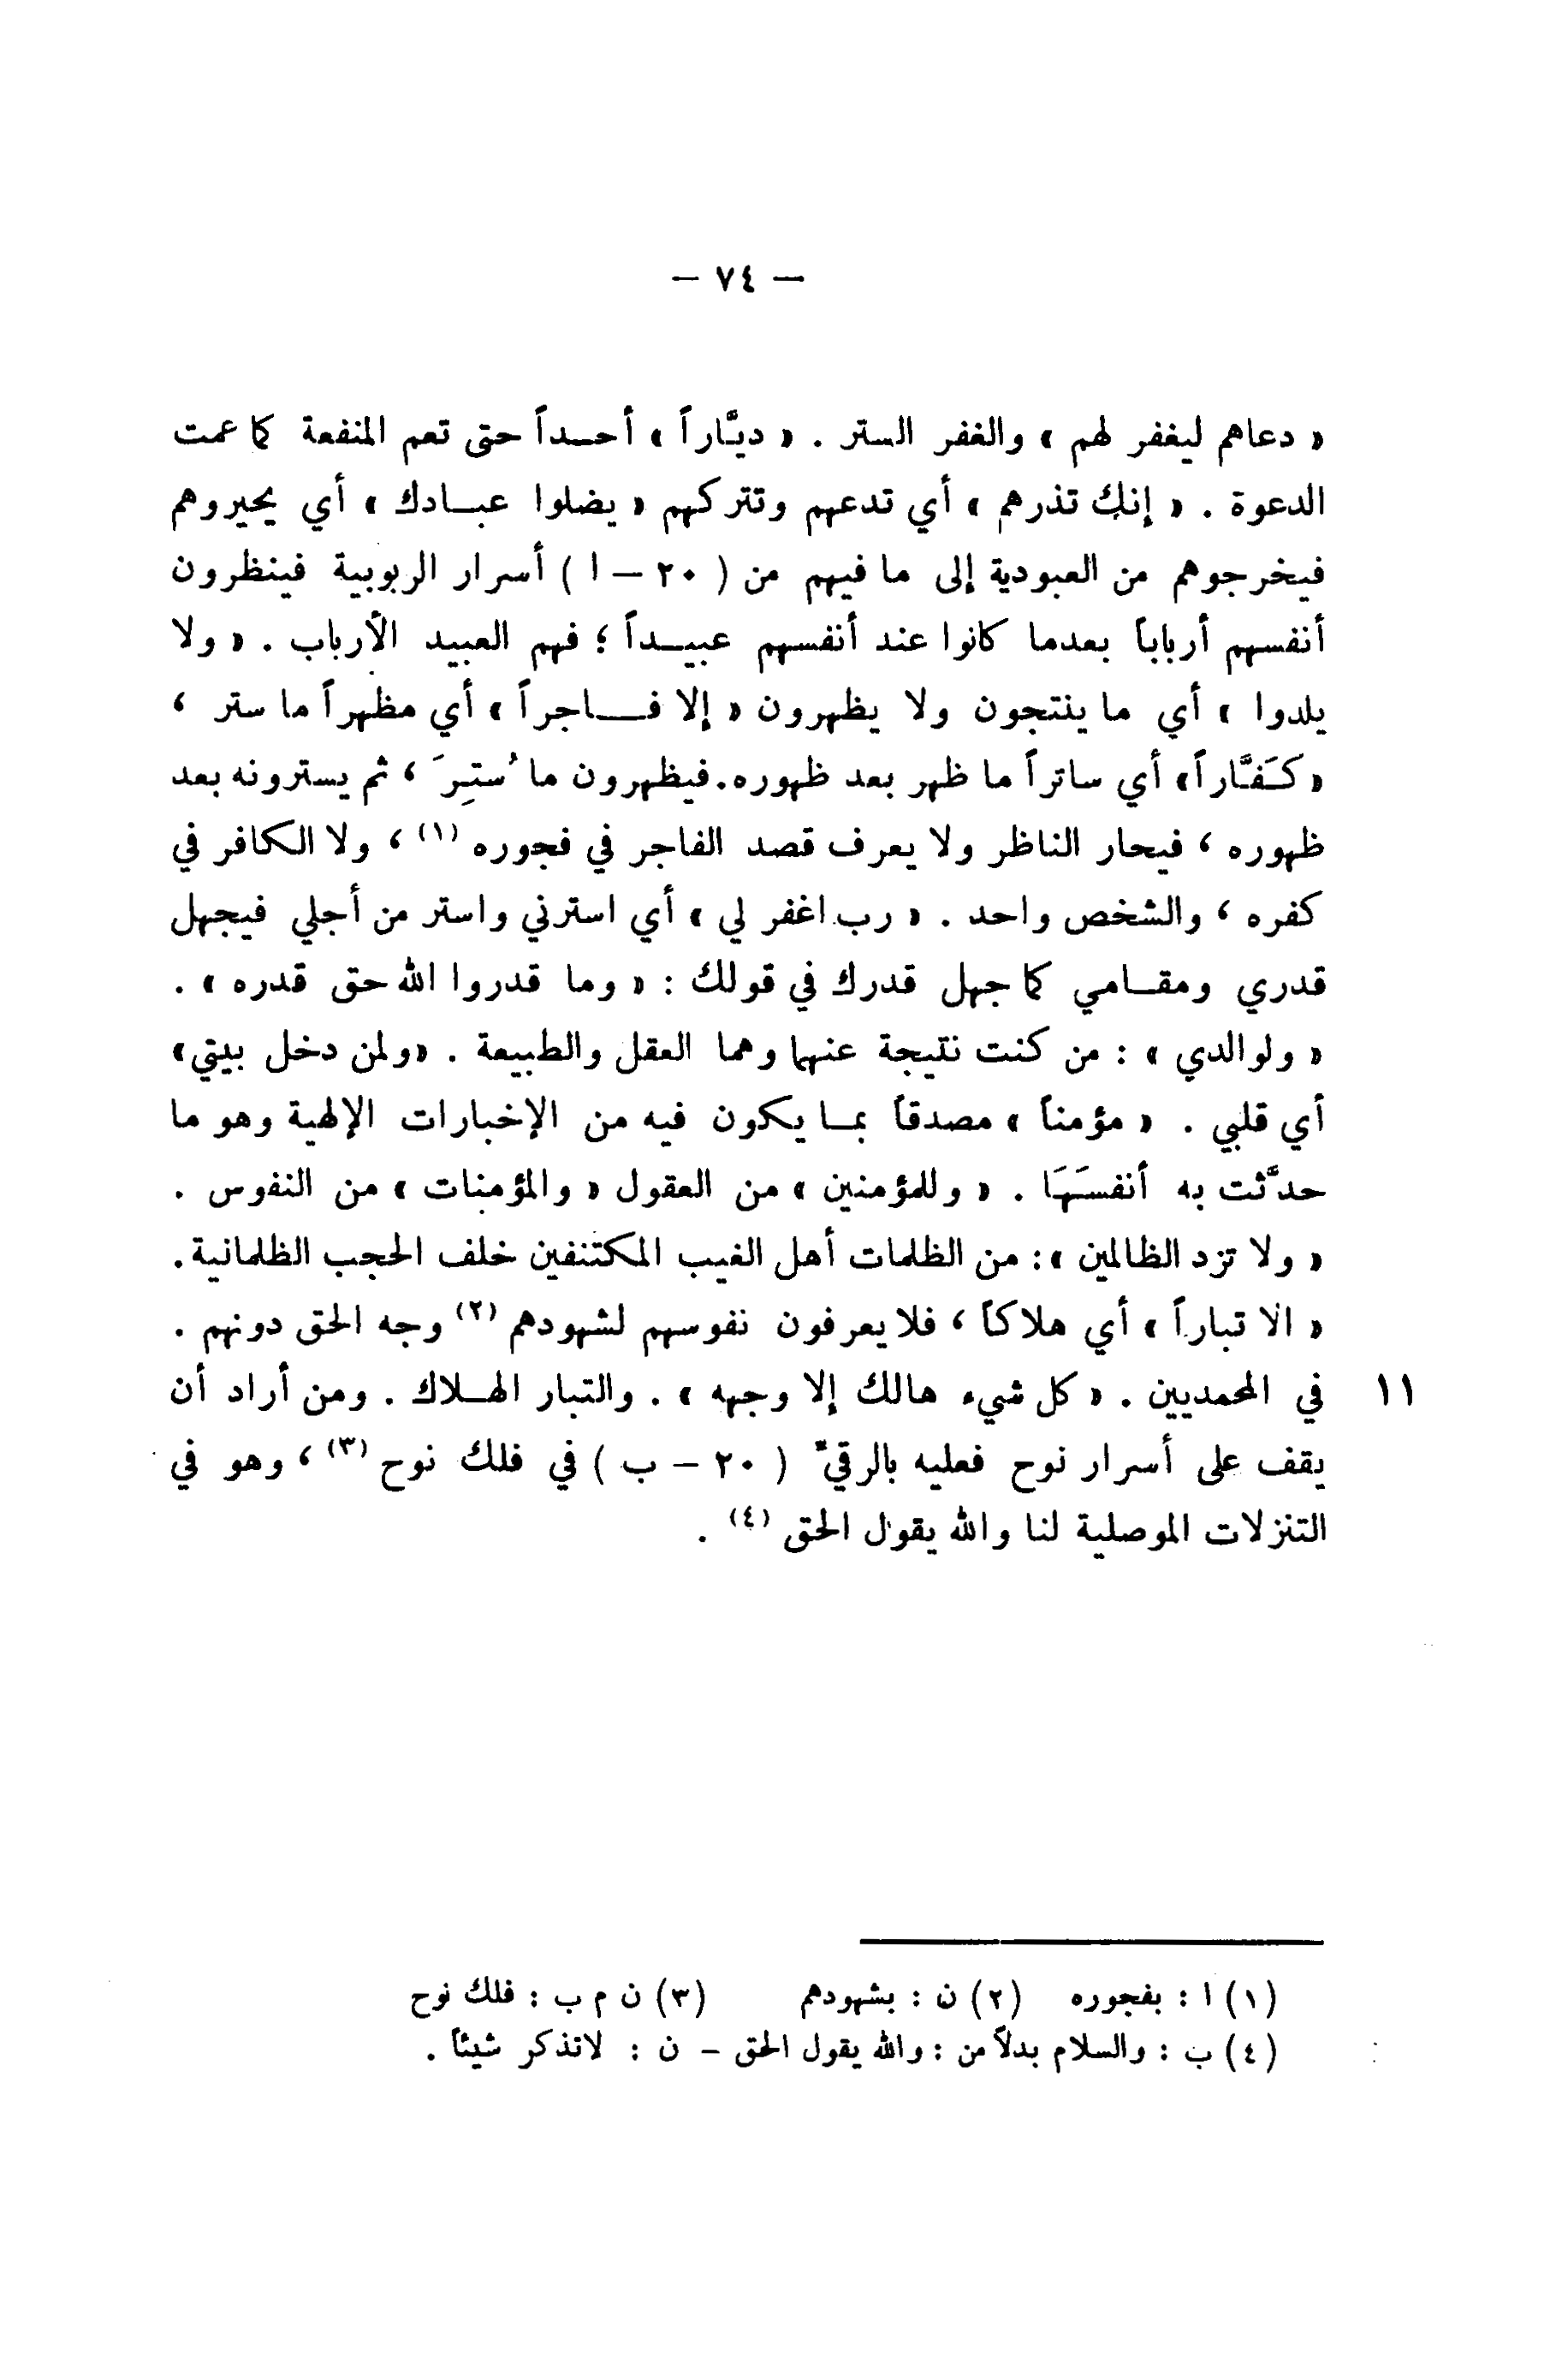 — ٧٤ —
« دعاهم ليغفر لهم » والغفر الستر . « ديَّاراً » أحداً حتى تعم المنفعة كما عمت
الدعوة . « إنك تذرهم » أي تدعهم وتتركهم « يضلوا عبادك » أي يحيروهم
فيخرجوهم من العبودية إلى ما فيهم من ( ٢٠ – ا ) أسرار الربوبية فينظرون
أنفسهم أرباباً بعدما كانوا عند أنفسهم عبيداً ؛ فهم العبيد الأرباب . « ولا
يلدوا » أي ما ينتجون ولا يظهرون « إلا فاجراً » أي مظهراً ما ستر ،
« كَفَّاراً » أي ساتراً ما ظهر بعد ظهوره . فيظهرون ما سُتِرَ ، ثم يسترونه بعد
ظهوره ، فيحار الناظر ولا يعرف قصد الفاجر في فجوره (١) ، ولا الكافر في
كفره ، والشخص واحد . « رب اغفر لي » أي استرني واستر من أجلي فيجهل
قدري ومقامي كما جهل قدرك في قولك : « وما قدروا الله حق قدره » .
« ولوالدي » : من كنت نتيجة عنهما وهما العقل والطبيعة . « ولمن دخل بيتي »
أي قلبي . « مؤمناً » مصدقاً بما يكون فيه من الإخبارات الإلهية وهو ما
حدَّثت به أنفسَهَا . « وللمؤمنين » من العقول « والمؤمنات » من النفوس .
« ولا تزد الظالمين » : من الظلمات أهل الغيب المكتنفين خلف الحجب الظلمانية .
« الا تباراً » أي هلاكاً ، فلا يعرفون نفوسهم لشهودهم (٢) وجه الحق دونهم .
١١ في المحمديين . « كل شيء هالك إلا وجهه » . والتبار الهلاك . ومن أراد أن
يقف على أسرار نوح فعليه بالرقيّ ( ٢٠ – ب ) في فلك نوح (٣) ، وهو في
التنزلات الموصلية لنا والله يقول الحق (٤) .
(١) ا : بفجوره (٢) ن : بشهودهم (٣) ن م ب : فلك نوح
(٤) ب : والسلام بدلاً من : والله يقول الحق – ن : لاتذكر شيئاً .